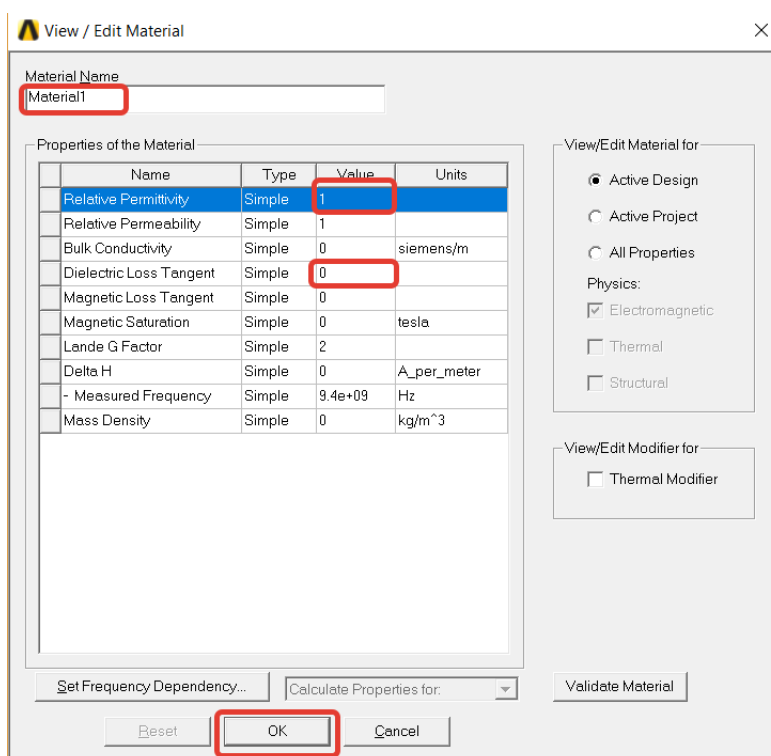 View / Edit Material
Material Name
Material1
Properties of the Material
View/Edit Material for
Name Type Value Units
Active Design
Relative Permittivity Simple 1
Relative Permeability Simple 1
Active Project
Bulk Conductivity Simple 0 siemens/m
All Properties
Dielectric Loss Tangent Simple 0
Physics:
Magnetic Loss Tangent Simple 0
Electromagnetic
Magnetic Saturation Simple 0 tesla
Lande G Factor Simple 2
Thermal
Delta H Simple 0 A_per_meter
Structural
- Measured Frequency Simple 9.4e+09 Hz
Mass Density Simple 0 kg/m^3
View/Edit Modifier for
Thermal Modifier
Set Frequency Dependency... Calculate Properties for: Validate Material
Reset OK Cancel